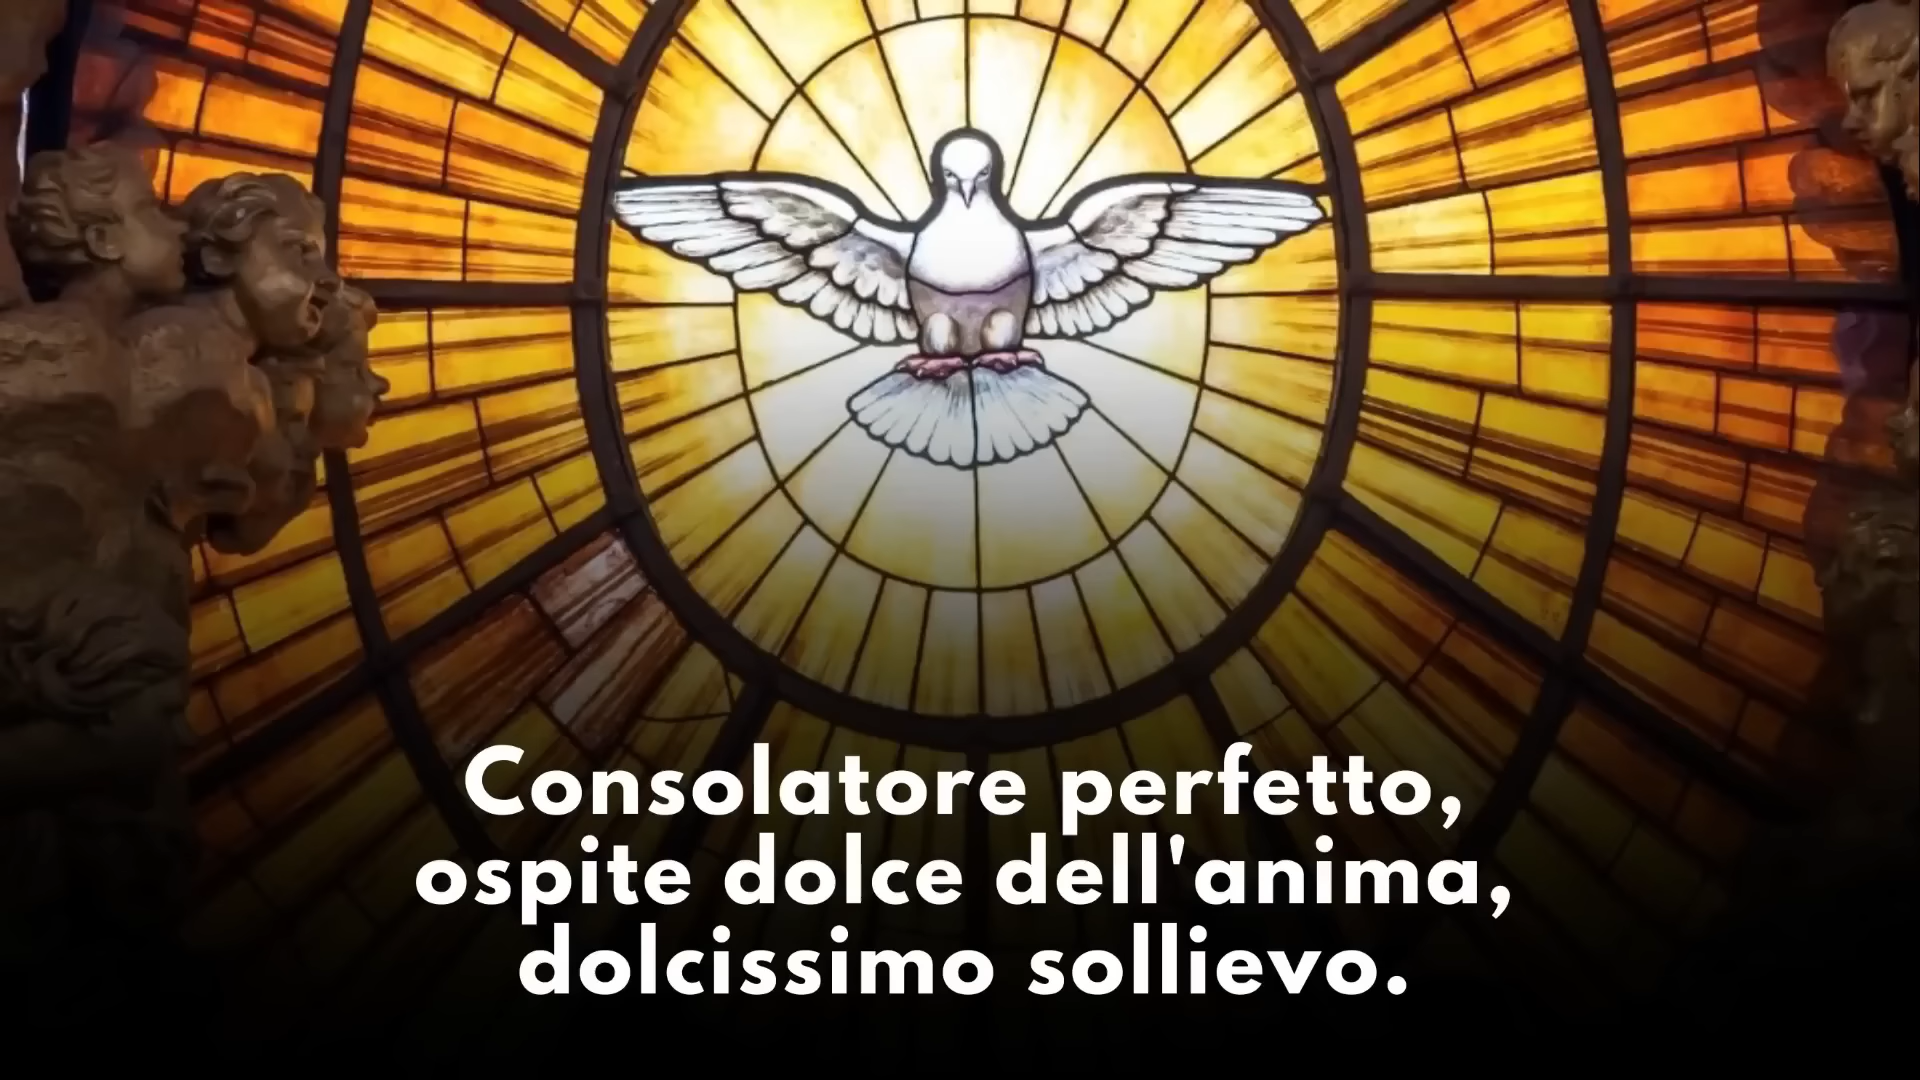 Consolatore perfetto,
ospite dolce dell'anima,
dolcissimo sollievo.